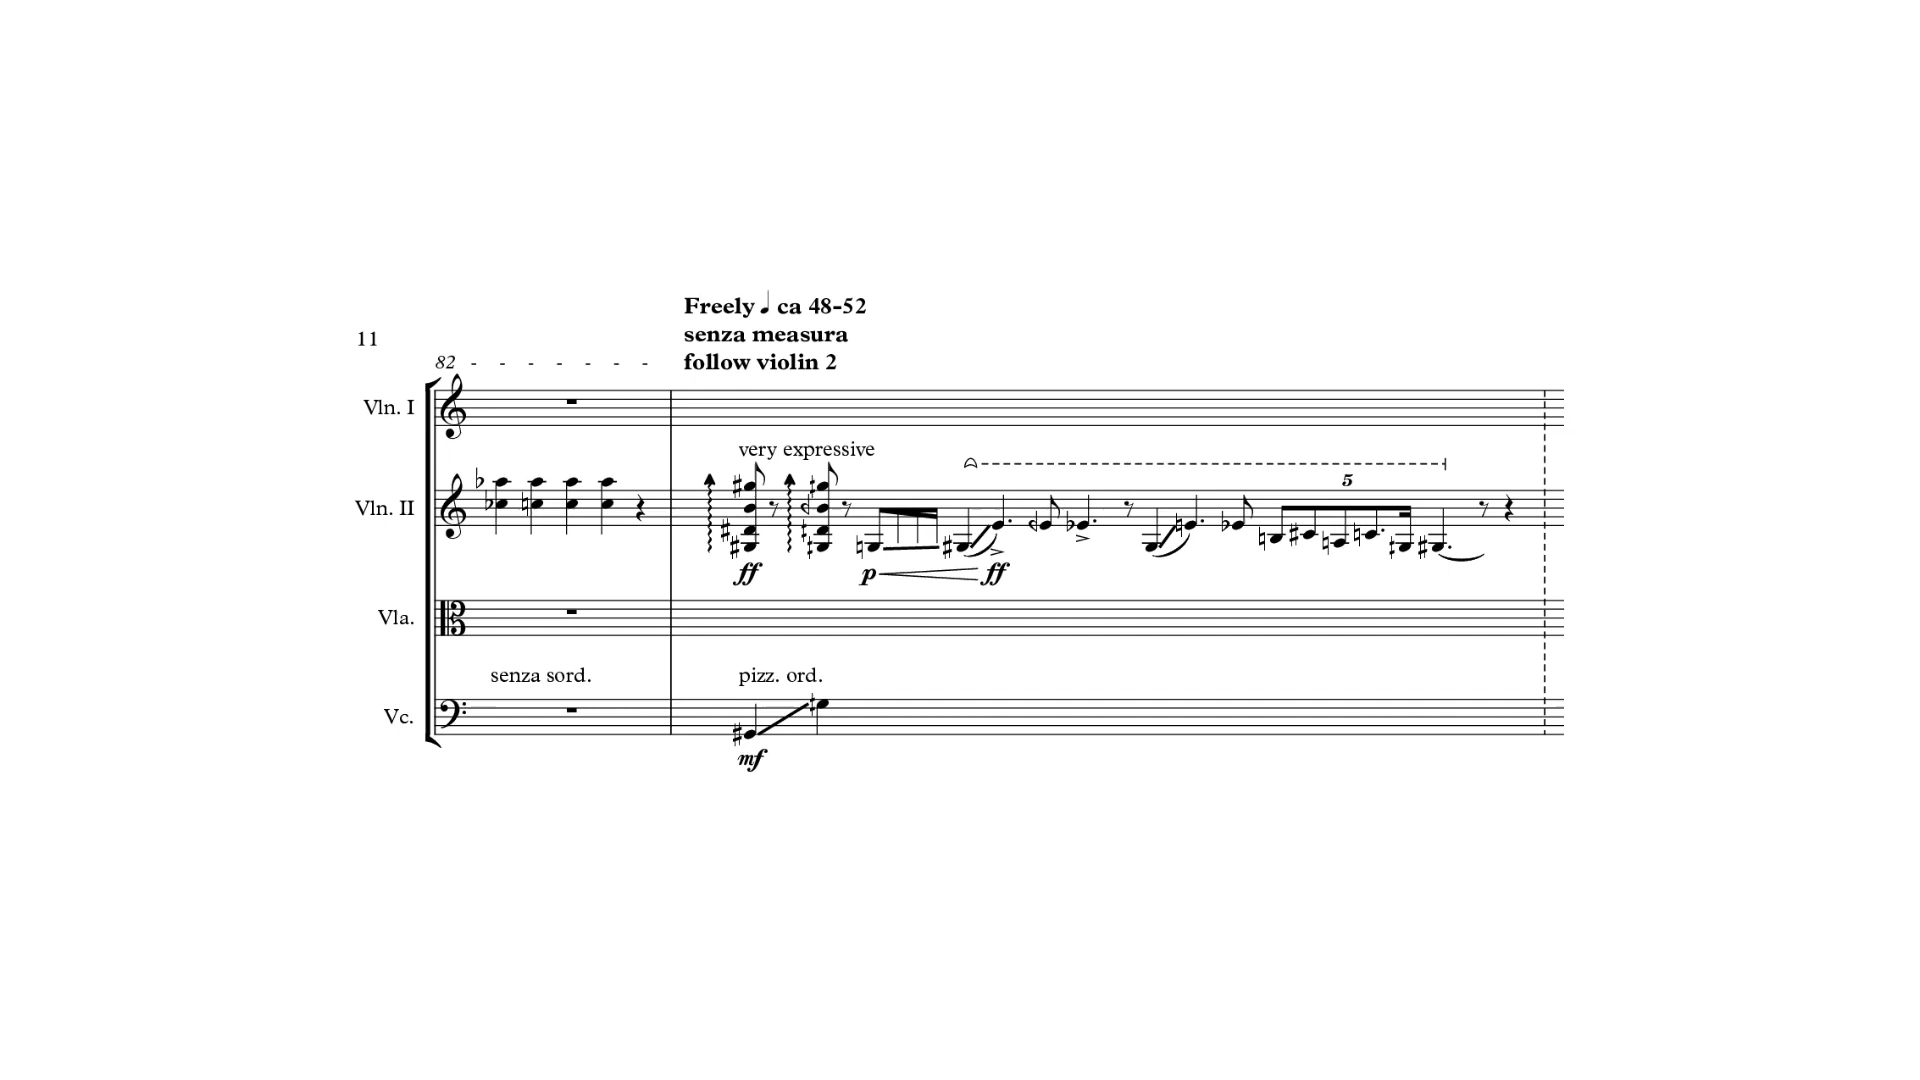 Freely ♩ ca 48-52
11
senza measura
82
follow violin 2
Vln. I
very expressive
5
Vln. II
ff
p
ff
Vla.
senza sord.
pizz. ord.
Vc.
mf